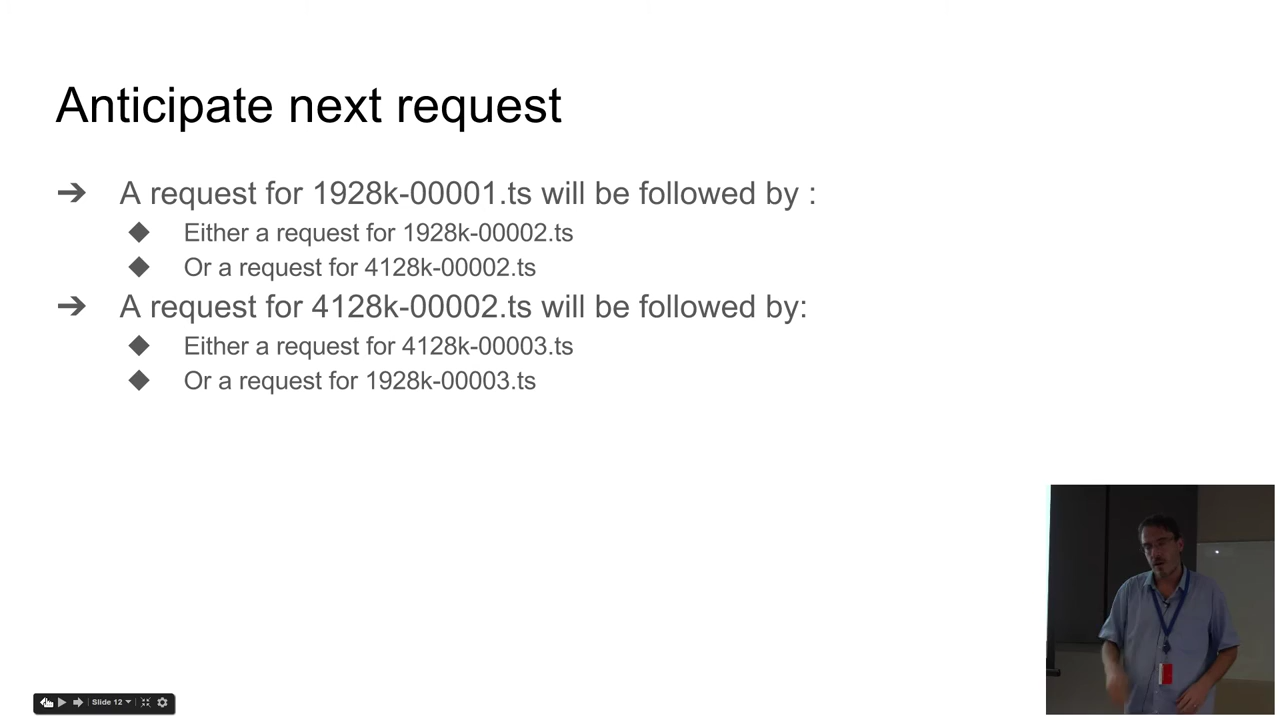 Anticipate next request
➔ A request for 1928k-00001.ts will be followed by :
◆ Either a request for 1928k-00002.ts
◆ Or a request for 4128k-00002.ts
➔ A request for 4128k-00002.ts will be followed by:
◆ Either a request for 4128k-00003.ts
◆ Or a request for 1928k-00003.ts
Slide 12